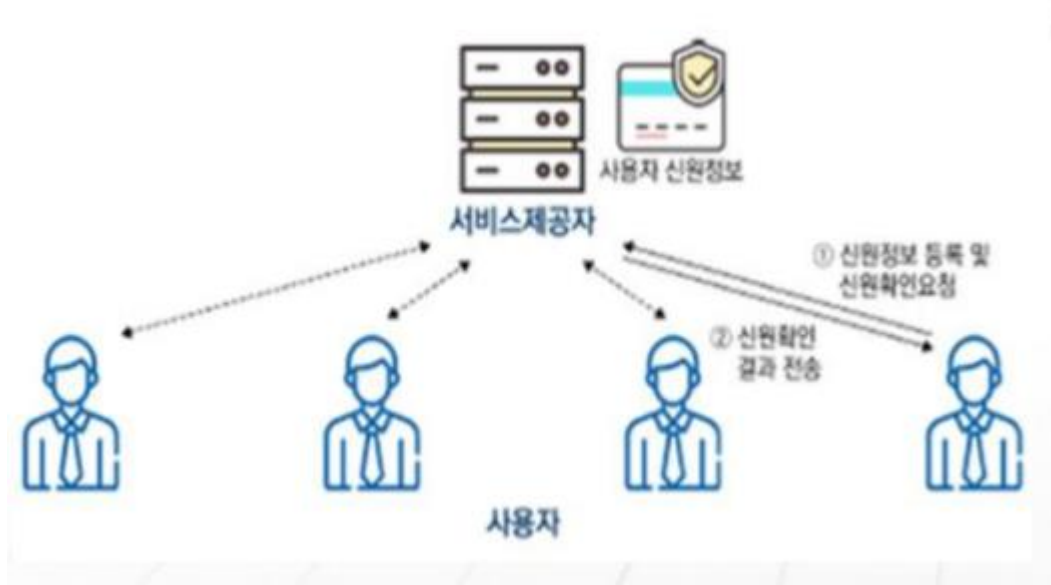 사용자 신원정보
서비스제공자
① 신원정보 등록 및
신원확인요청
② 신원확인
결과 전송
사용자